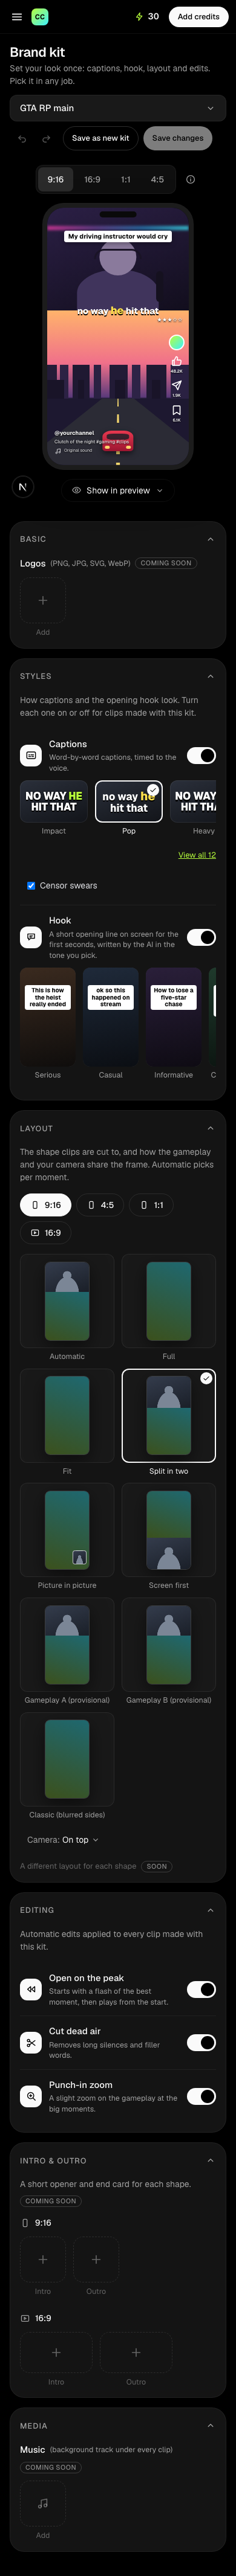 CC
30
Add credits
Brand kit
Set your look once: captions, hook, layout and edits.
Pick it in any job.
GTA RP main
Save as new kit
Save changes
9:16
16:9
1:1
4:5
My driving instructor would cry
no way he hit that
48.2K
1.9K
6.1K
@yourchannel
Clutch of the night #gaming #clips
Original sound
N
Show in preview
BASIC
Logos (PNG, JPG, SVG, WebP) COMING SOON
Add
STYLES
How captions and the opening hook look. Turn
each one on or off for clips made with this kit.
Captions
Word-by-word captions, timed to the
voice.
NO WAY HE
HIT THAT
no way he
hit that
NO WAY
HIT THA
Impact
Pop
Heavy
View all 12
Censor swears
Hook
A short opening line on screen for the
first seconds, written by the AI in the
tone you pick.
This is how
the heist
really ended
ok so this
happened on
stream
How to lose a
five-star
chase
Serious
Casual
Informative
C
LAYOUT
The shape clips are cut to, and how the gameplay
and your camera share the frame. Automatic picks
per moment.
9:16
4:5
1:1
16:9
Automatic
Full
Fit
Split in two
Picture in picture
Screen first
Gameplay A (provisional)
Gameplay B (provisional)
Classic (blurred sides)
Camera: On top
A different layout for each shape SOON
EDITING
Automatic edits applied to every clip made with
this kit.
Open on the peak
Starts with a flash of the best
moment, then plays from the start.
Cut dead air
Removes long silences and filler
words.
Punch-in zoom
A slight zoom on the gameplay at the
big moments.
INTRO & OUTRO
A short opener and end card for each shape.
COMING SOON
9:16
Intro
Outro
16:9
Intro
Outro
MEDIA
Music (background track under every clip)
COMING SOON
Add